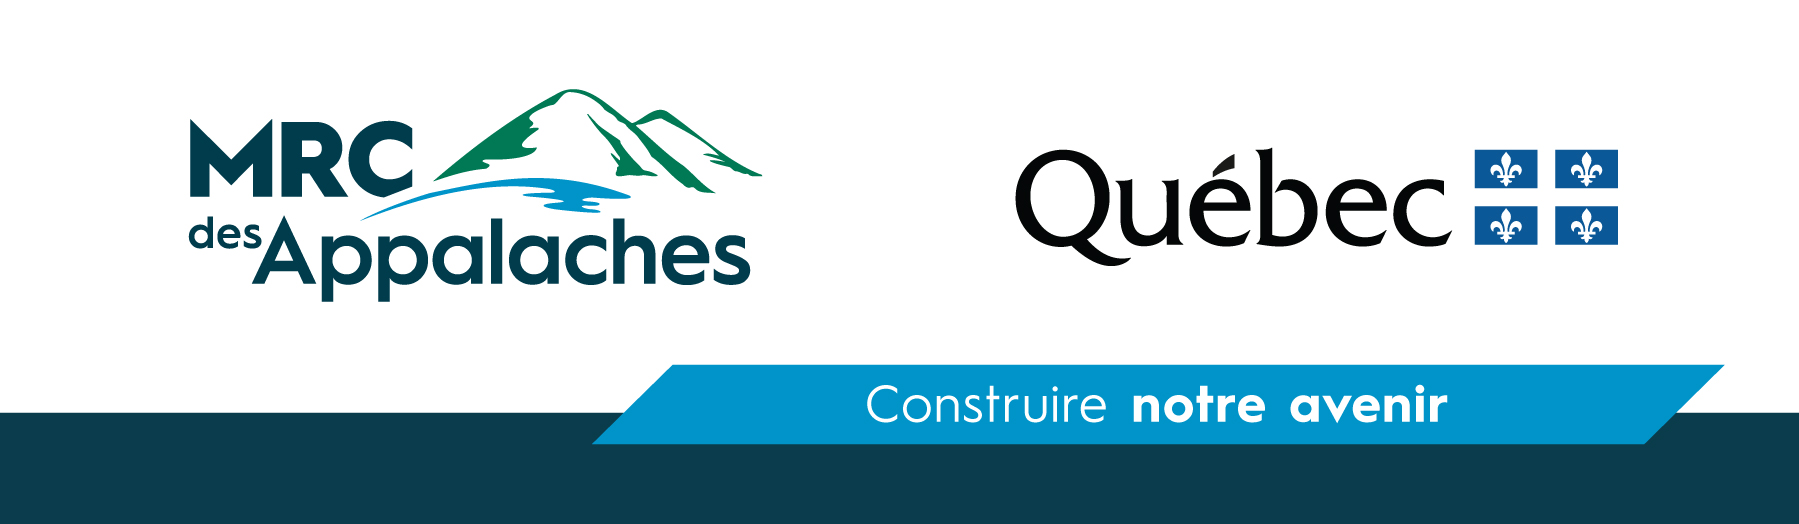 MRC
des Appalaches
Québec
Construire notre avenir